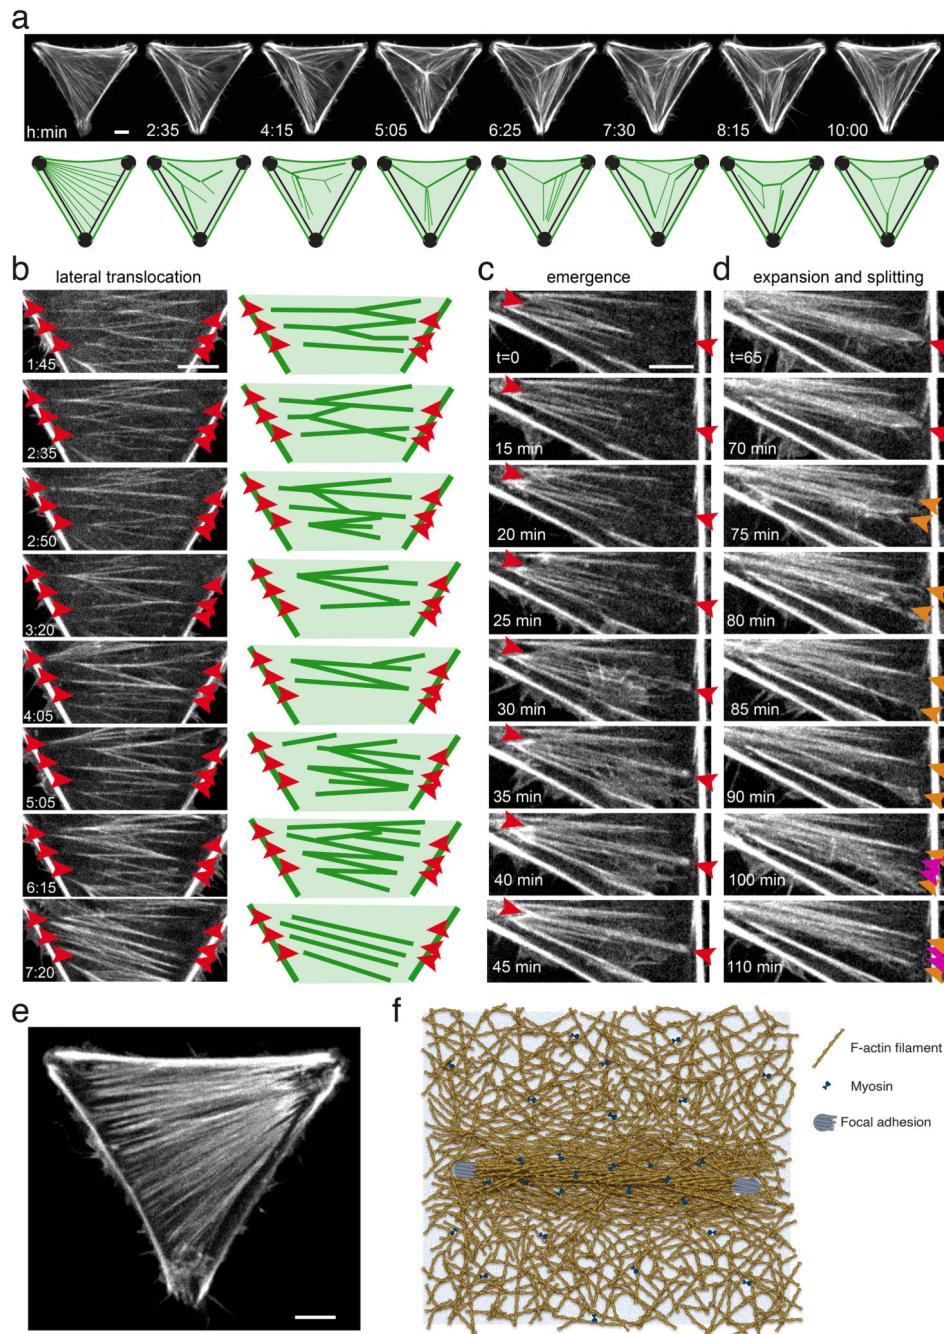 a
h:min
2:35
4:15
5:05
6:25
7:30
8:15
10:00
b
lateral translocation
1:45
2:35
2:50
3:20
4:05
5:05
6:15
7:20
c
emergence
t=0
15 min
20 min
25 min
30 min
35 min
40 min
45 min
d
expansion and splitting
t=65
70 min
75 min
80 min
85 min
90 min
100 min
110 min
e
f
F-actin filament
Myosin
Focal adhesion